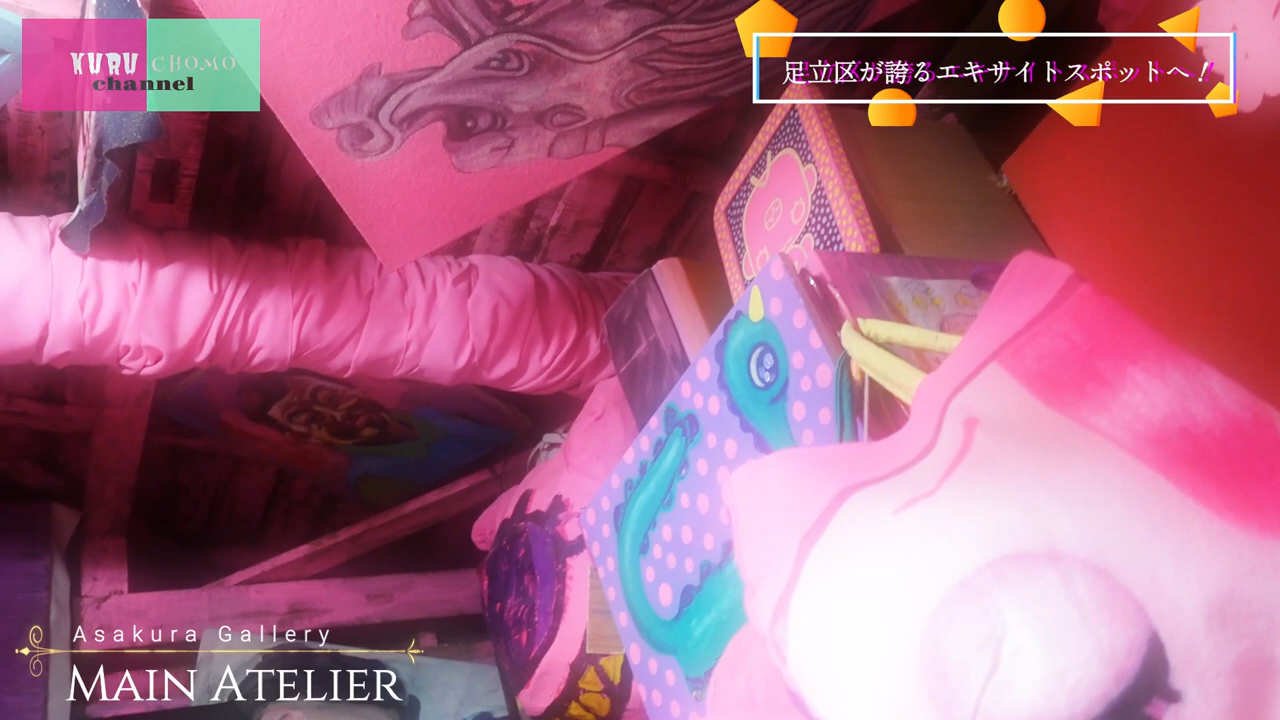 YURU CHOMO
channel
足立区が誇るエキサイトスポットへ！
Asakura Gallery
MAIN ATELIER